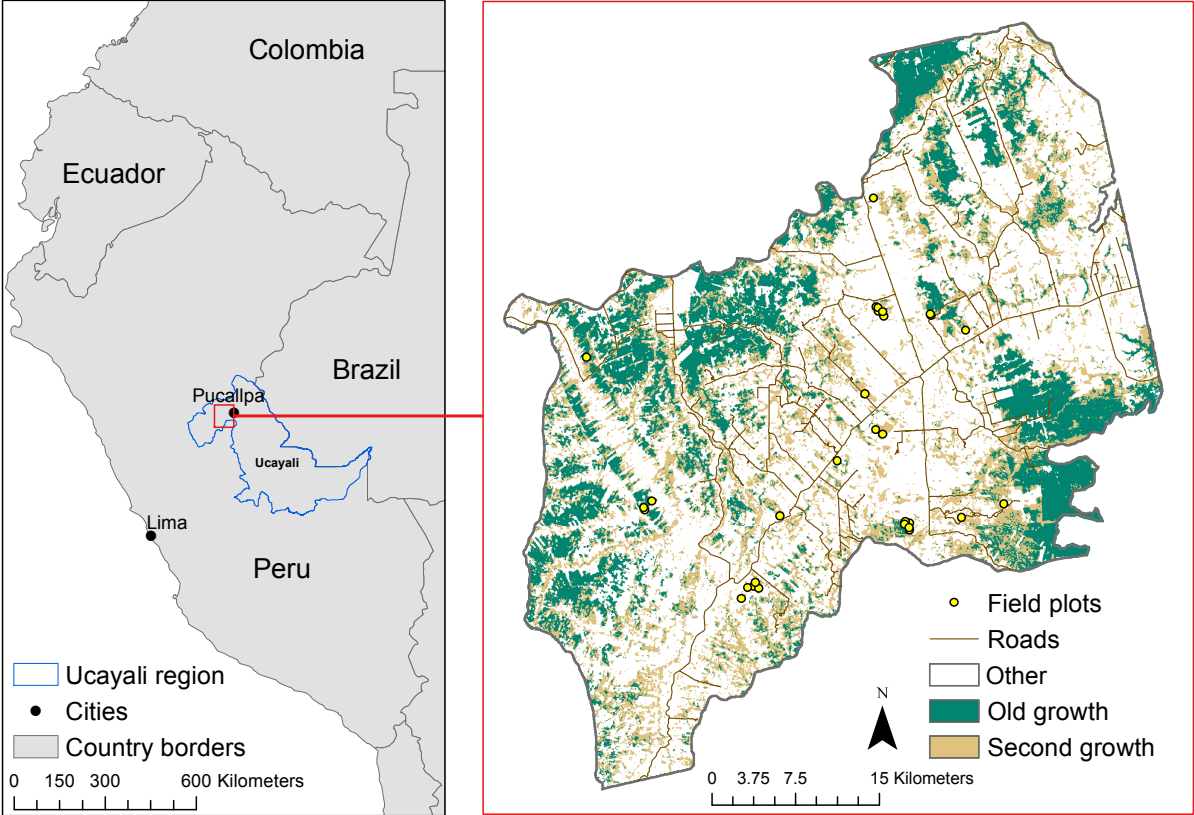 Colombia
Ecuador
Brazil
Pucallpa
Ucayali
Lima
Peru
Ucayali region
Cities
Country borders
0 150 300 600 Kilometers
Field plots
Roads
Other
Old growth
Second growth
N
0 3.75 7.5 15 Kilometers